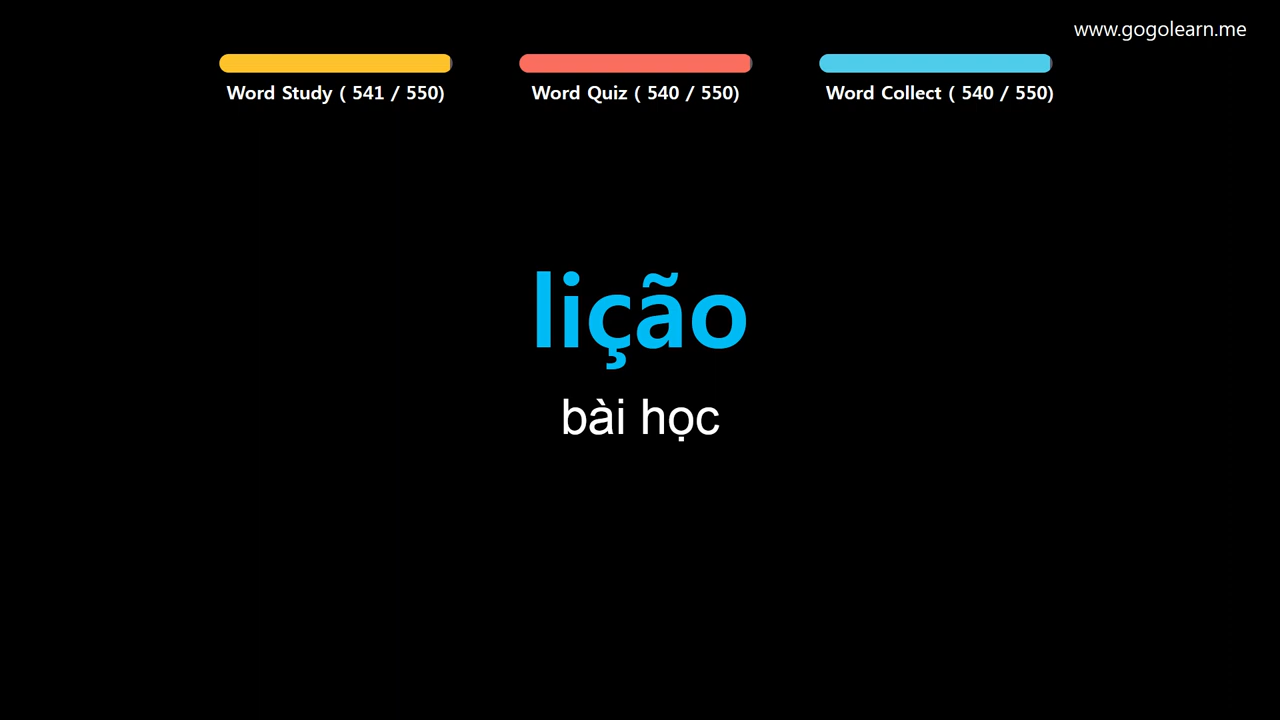 www.gogolearn.me
Word Study ( 541 / 550)
Word Quiz ( 540 / 550)
Word Collect ( 540 / 550)
lição
bài học